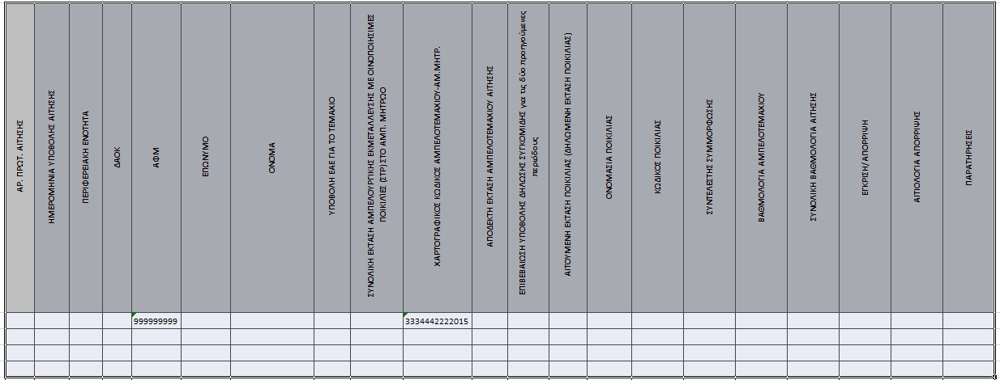 ΑΡ. ΠΡΩΤ. ΑΙΤΗΣΗΣ
ΗΜΕΡΟΜΗΝΙΑ ΥΠΟΒΟΛΗΣ ΑΙΤΗΣΗΣ
ΠΕΡΙΦΕΡΕΙΑΚΗ ΕΝΟΤΗΤΑ
ΔΑΟΚ
ΑΦΜ
ΕΠΩΝΥΜΟ
ΟΝΟΜΑ
ΥΠΟΒΟΛΗ ΕΑΕ ΓΙΑ ΤΟ ΤΕΜΑΧΙΟ
ΣΥΝΟΛΙΚΗ ΕΚΤΑΣΗ ΑΜΠΕΛΟΥΡΓΙΚΗΣ ΕΚΜΕΤΑΛΛΕΥΣΗΣ ΜΕ ΟΙΝΟΠΟΙΗΣΙΜΕΣ
ΠΟΙΚΙΛΙΕΣ (ΣΤΡ) ΣΤΟ ΑΜΠ. ΜΗΤΡΩΟ
ΧΑΡΤΟΓΡΑΦΙΚΟΣ ΚΩΔΙΚΟΣ ΑΜΠΕΛΟΤΕΜΑΧΙΟΥ-ΑΜ.ΜΗΤΡ.
ΑΠΟΔΕΚΤΗ ΕΚΤΑΣΗ ΑΜΠΕΛΟΤΕΜΑΧΙΟΥ ΑΙΤΗΣΗΣ
ΕΠΙΒΕΒΑΙΩΣΗ ΥΠΟΒΟΛΗΣ ΔΗΛΩΣΗΣ ΣΥΓΚΟΜΙΔΗΣ για τις δύο προηγούμενες
περιόδους
ΑΙΤΟΥΜΕΝΗ ΕΚΤΑΣΗ ΠΟΙΚΙΛΙΑΣ (ΔΗΛΩΜΕΝΗ ΕΚΤΑΣΗ ΠΟΙΚΙΛΙΑΣ)
ΟΝΟΜΑΣΙΑ ΠΟΙΚΙΛΙΑΣ
ΚΩΔΙΚΟΣ ΠΟΙΚΙΛΙΑΣ
ΣΥΝΤΕΛΕΣΤΗΣ ΣΥΜΜΟΡΦΩΣΗΣ
ΒΑΘΜΟΛΟΓΙΑ ΑΜΠΕΛΟΤΕΜΑΧΙΟΥ
ΣΥΝΟΛΙΚΗ ΒΑΘΜΟΛΟΓΙΑ ΑΙΤΗΣΗΣ
ΕΓΚΡΙΣΗ/ΑΠΟΡΡΙΨΗ
ΑΙΤΙΟΛΟΓΙΑ ΑΠΟΡΡΙΨΗΣ
ΠΑΡΑΤΗΡΗΣΕΙΣ
999999999
3334442222015